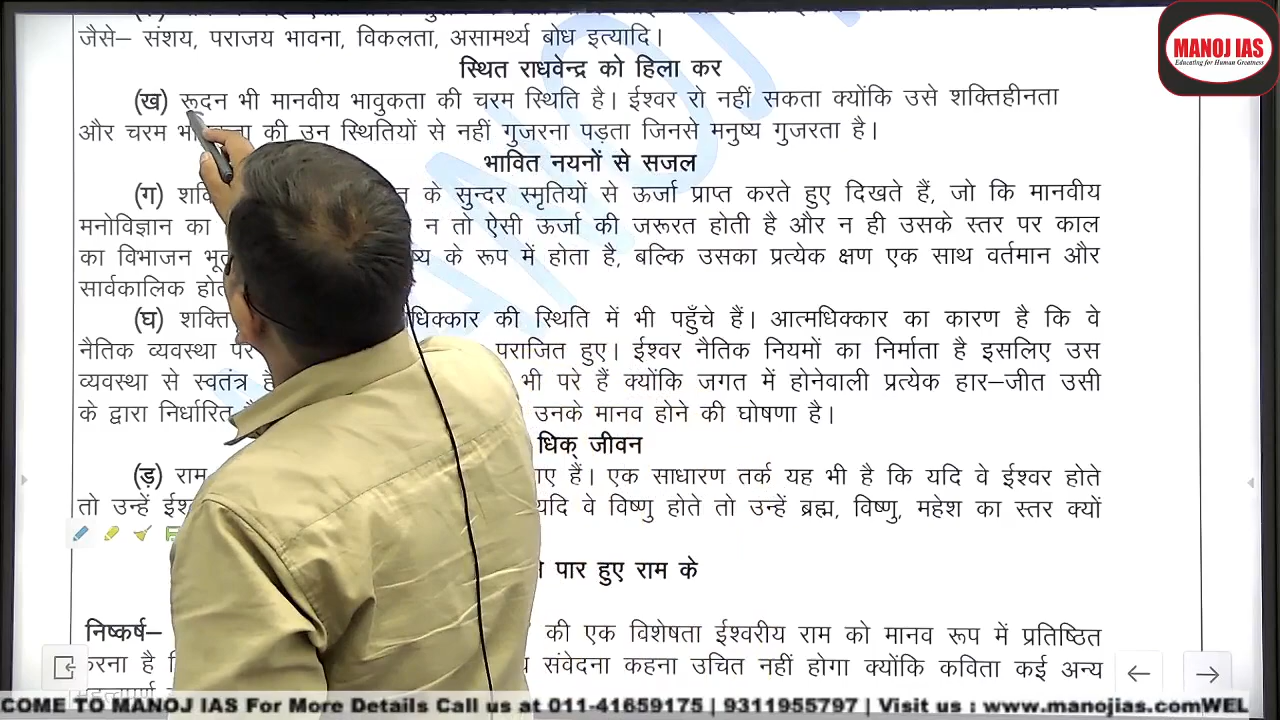 जैसे– संशय, पराजय भावना, विकलता, असामर्थ्य बोध इत्यादि।
स्थित राधवेन्द्र को हिला कर
(ख) रूदन भी मानवीय भावुकता की चरम स्थिति है। ईश्वर रो नहीं सकता क्योंकि उसे शक्तिहीनता
और चरम की उन स्थितियों से नहीं गुजरना पड़ता जिनसे मनुष्य गुजरता है।
भावित नयनों से सजल
(ग) के सुन्दर स्मृतियों से ऊर्जा प्राप्त करते हुए दिखते हैं, जो कि मानवीय
मनोविज्ञान का न तो ऐसी ऊर्जा की जरूरत होती है और न ही उसके स्तर पर काल
का विभाजन के रूप में होता है, बल्कि उसका प्रत्येक क्षण एक साथ वर्तमान और
सार्वकालिक
(घ) की स्थिति में भी पहुँचे हैं। आत्मधिक्कार का कारण है कि वे
नैतिक व्यवस्था पर पराजित हुए। ईश्वर नैतिक नियमों का निर्माता है इसलिए उस
व्यवस्था से स्वतंत्र भी परे हैं क्योंकि जगत में होनेवाली प्रत्येक हार–जीत उसी
के द्वारा निर्धारित उनके मानव होने की घोषणा है।
धिक् जीवन
(ड़) राम हैं। एक साधारण तर्क यह भी है कि यदि वे ईश्वर होते
तो उन्हें यदि वे विष्णु होते तो उन्हें ब्रह्म, विष्णु, महेश का स्तर क्यों
पार हुए राम के
निष्कर्ष– की एक विशेषता ईश्वरीय राम को मानव रूप में प्रतिष्ठित
करना है संवेदना कहना उचित नहीं होगा क्योंकि कविता कई अन्य
MANOJ IAS
Educating for Human Greatness
COME TO MANOJ IAS For More Details Call us at 011-41659175 | 9311955797 | Visit us : www.manojias.comWEL